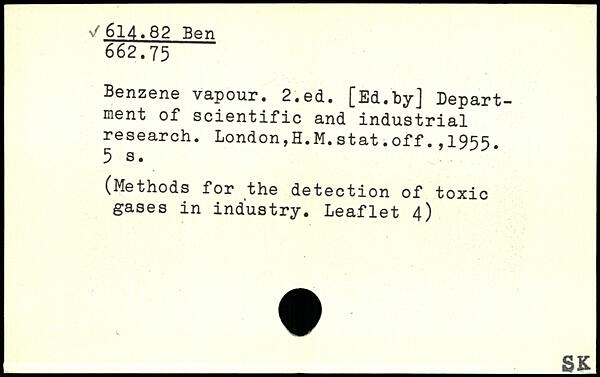 ✓ 614.82 Ben
662.75
Benzene vapour. 2.ed. [Ed.by] Depart-
ment of scientific and industrial
research. London,H.M.stat.off.,1955.
5 s.
(Methods for the detection of toxic
gases in industry. Leaflet 4)
SK